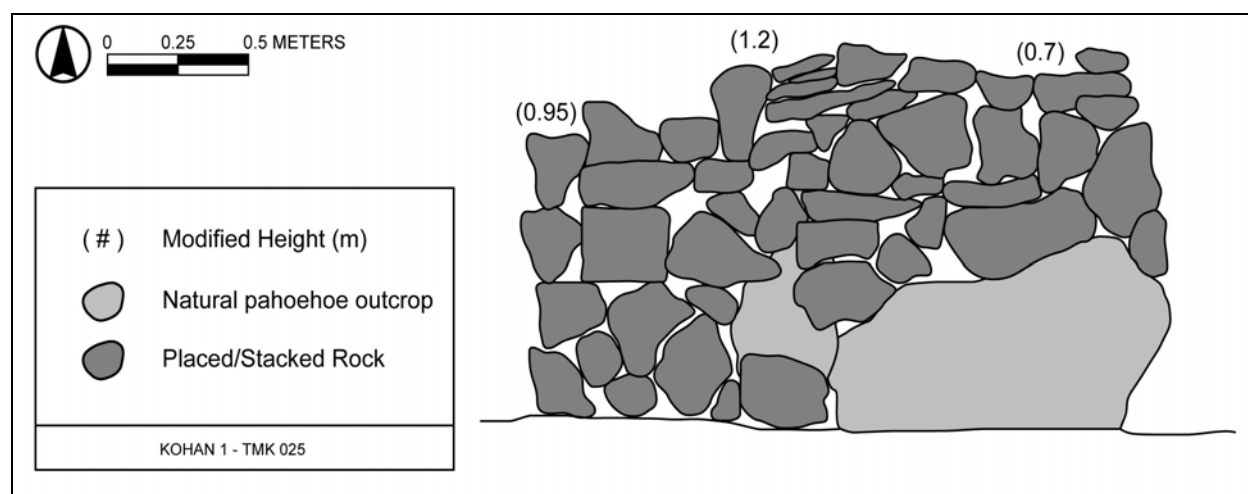 0 0.25 0.5 METERS
(1.2)
(0.7)
(0.95)
( # ) Modified Height (m)
Natural pahoehoe outcrop
Placed/Stacked Rock
KOHAN 1 - TMK 025